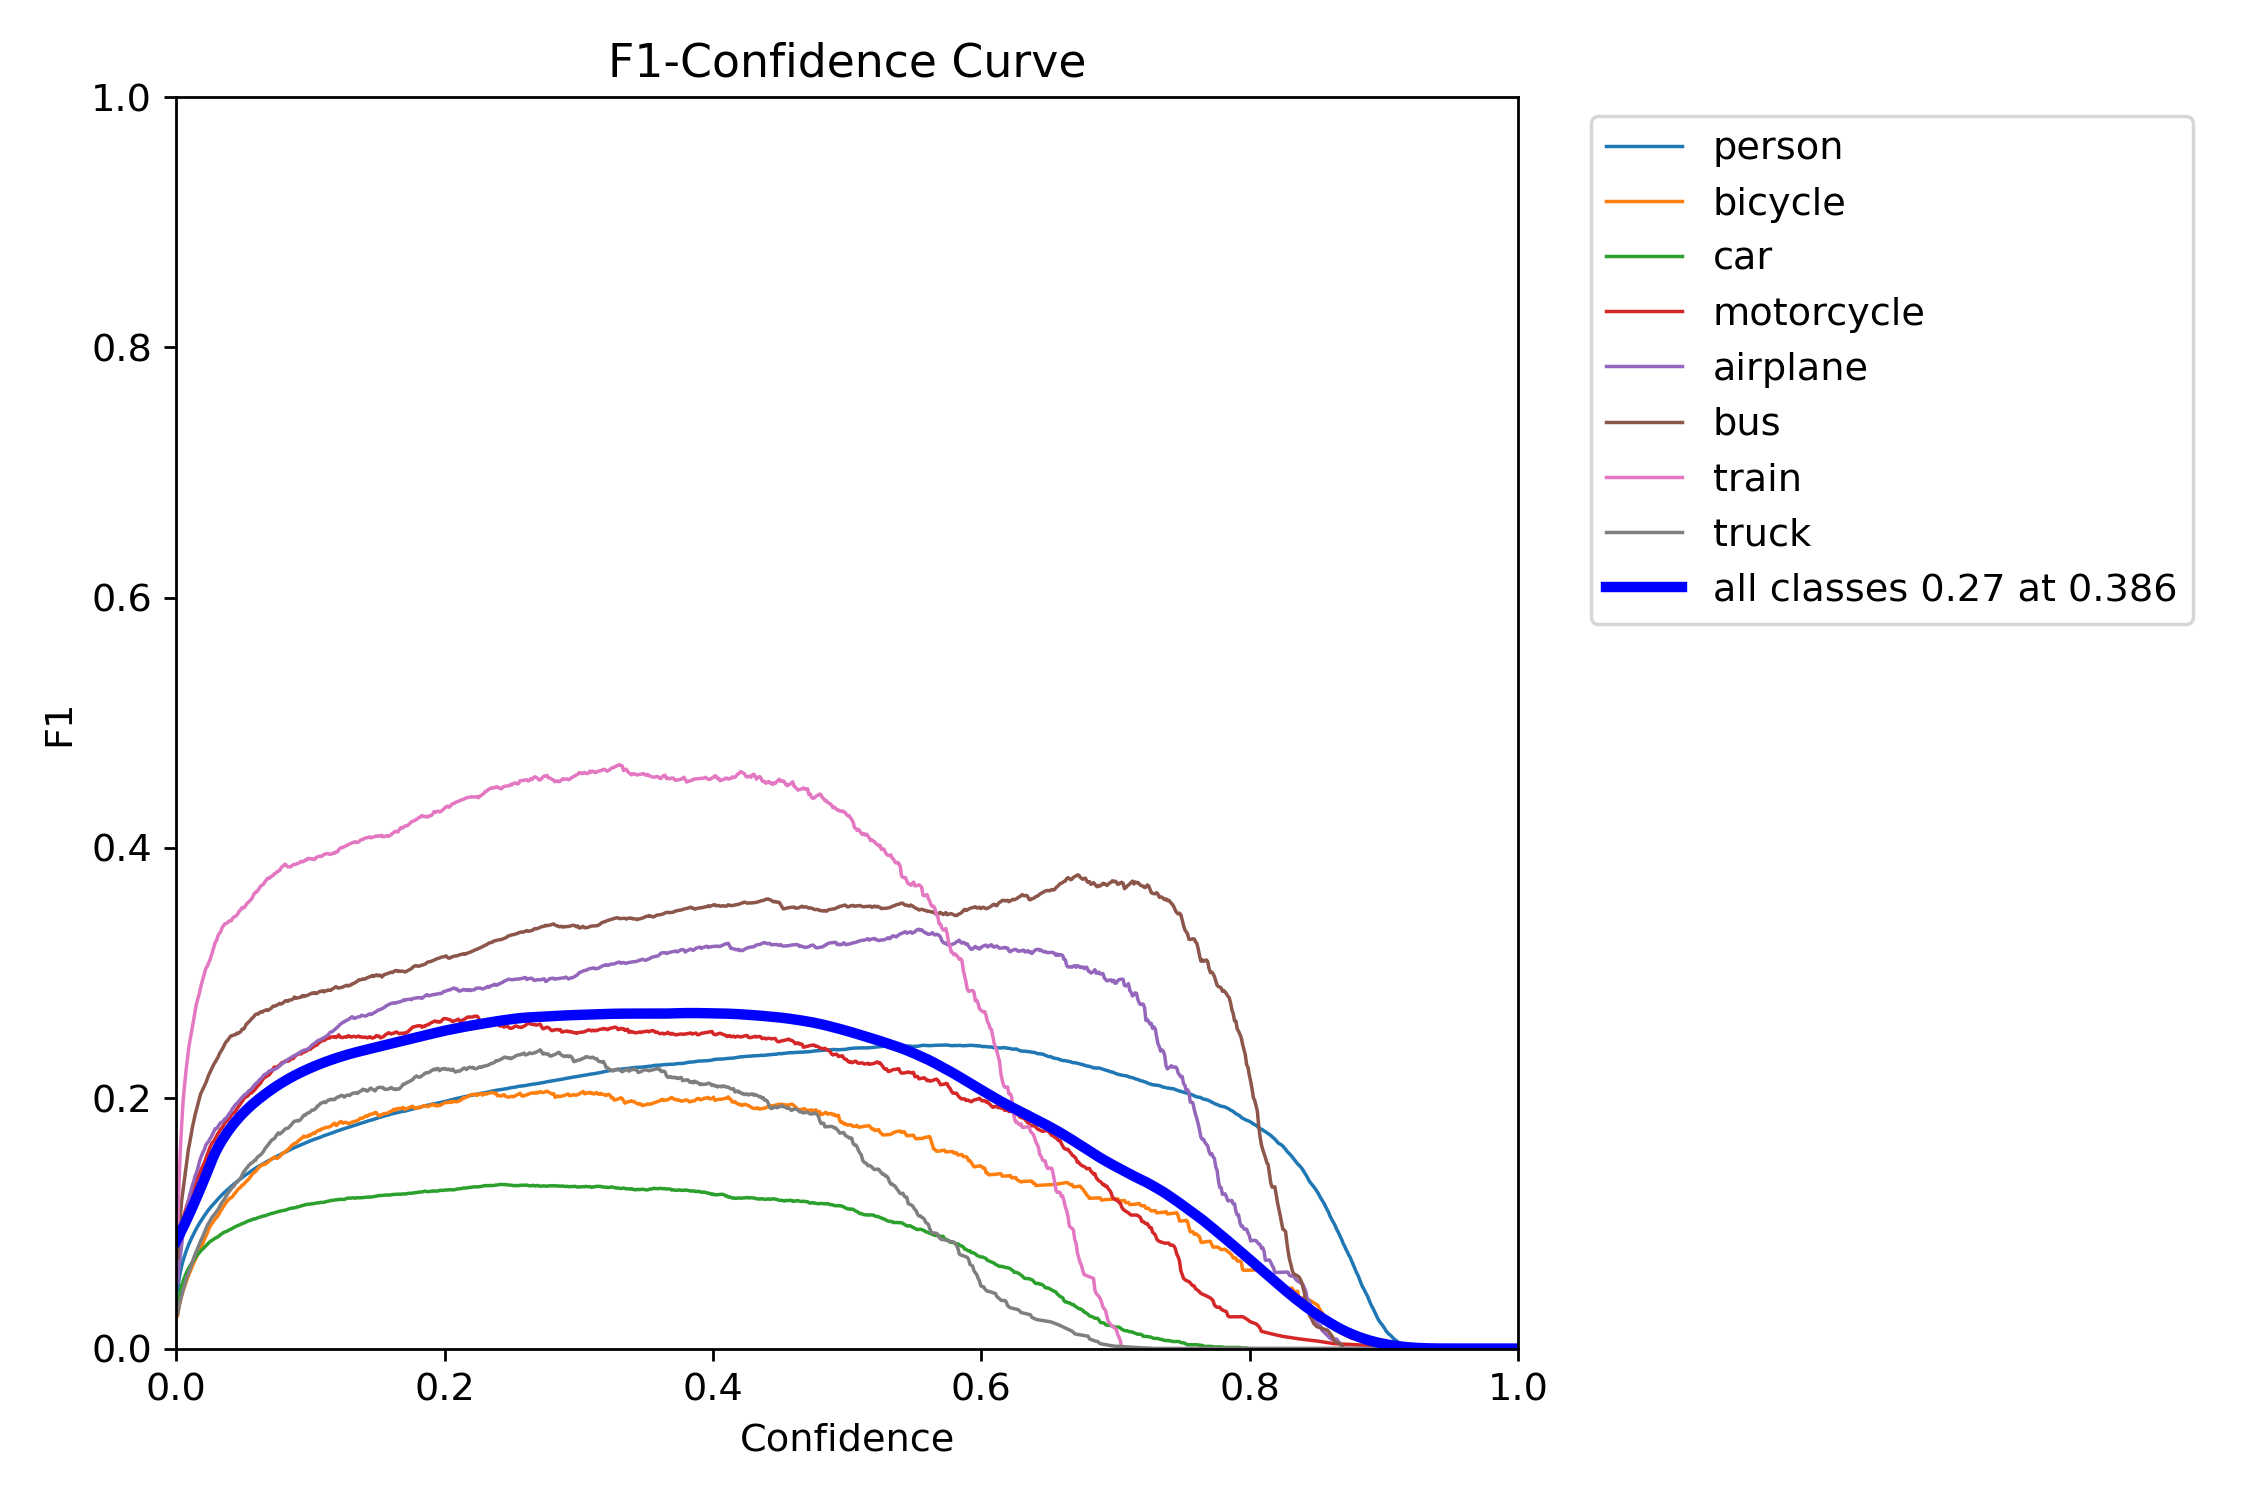 F1-Confidence Curve
1.0
0.8
0.6
0.4
0.2
0.0
F1
0.0 0.2 0.4 0.6 0.8 1.0
Confidence
person
bicycle
car
motorcycle
airplane
bus
train
truck
all classes 0.27 at 0.386